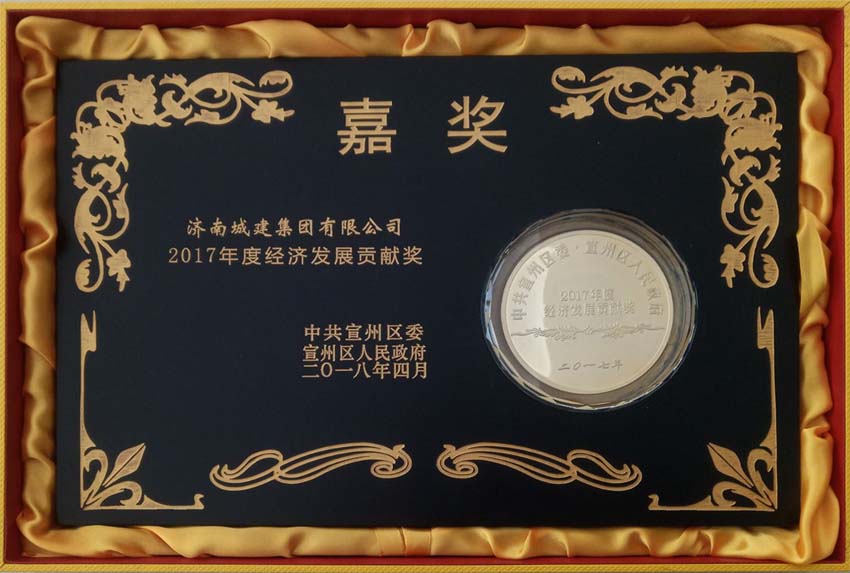 嘉奖
济南城建集团有限公司
2017年度经济发展贡献奖
中共宣州区委
宣州区人民政府
二〇一八年四月
中共宣州区委·宣州区人民政府
2017年度
经济发展贡献奖
二〇一七年